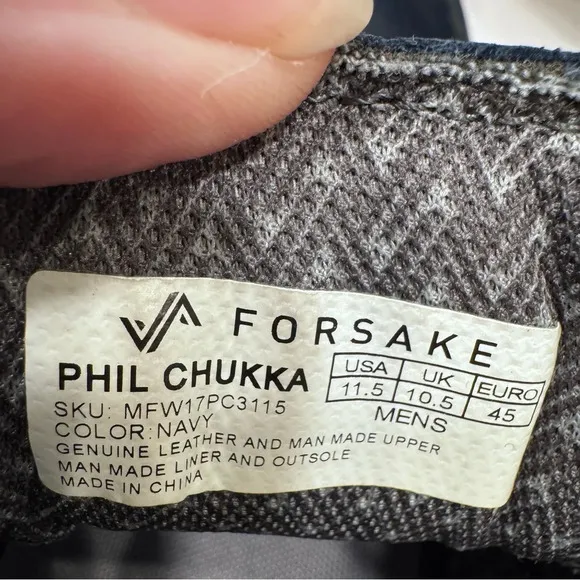 FORSAKE
PHIL CHUKKA
USA UK EURO
11.5 10.5 45
MENS
SKU: MFW17PC3115
COLOR: NAVY
GENUINE LEATHER AND MAN MADE UPPER
MAN MADE LINER AND OUTSOLE
MADE IN CHINA